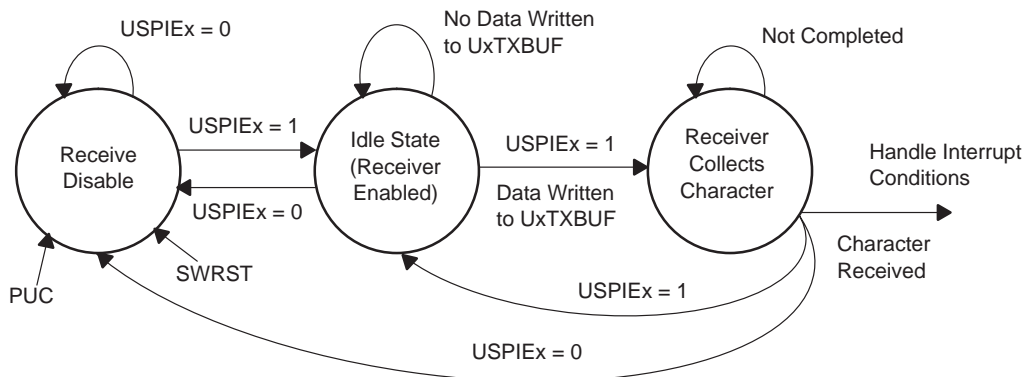 USPIEx = 0
No Data Written
to UxTXBUF
Not Completed
Receive
Disable
USPIEx = 1
USPIEx = 0
Idle State
(Receiver
Enabled)
USPIEx = 1
Data Written
to UxTXBUF
Receiver
Collects
Character
Handle Interrupt
Conditions
Character
Received
PUC
SWRST
USPIEx = 1
USPIEx = 0